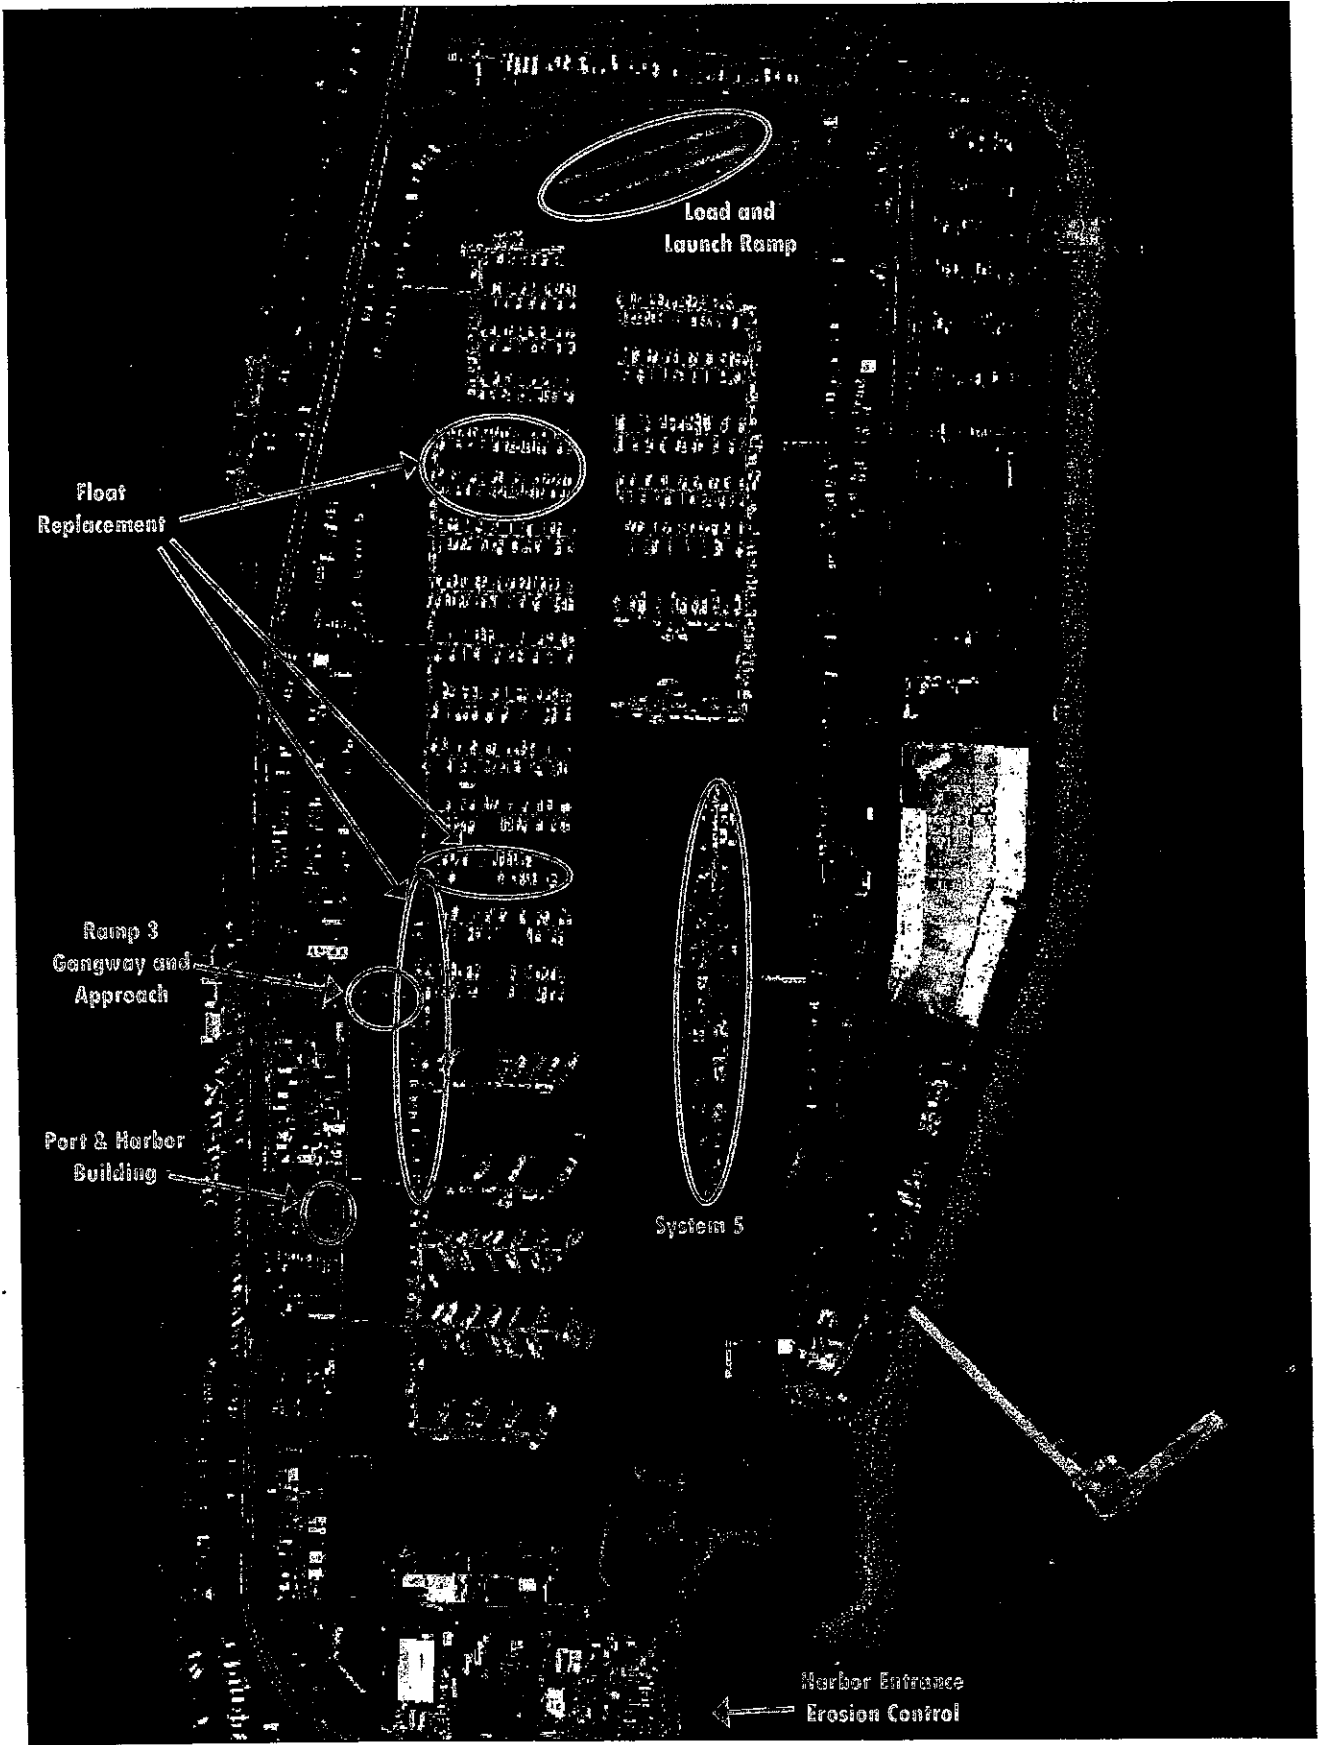 Load and
Launch Ramp
Float
Replacement
Ramp 3
Gangway and
Approach
Port & Harbor
Building
System 5
Harbor Entrance
Erosion Control